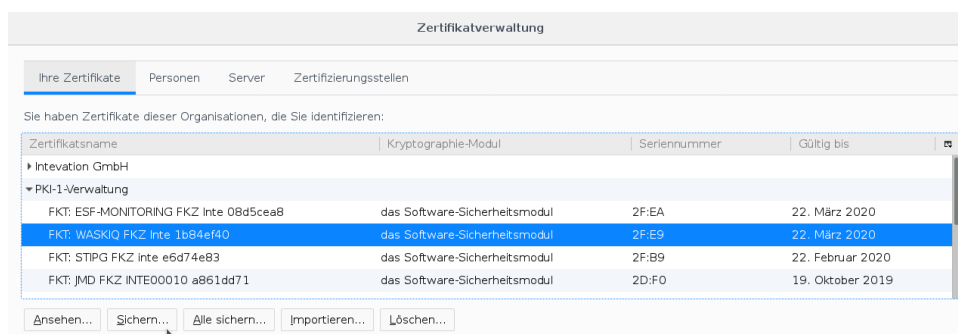 Zertifikatverwaltung
Ihre Zertifikate Personen Server Zertifizierungsstellen
Sie haben Zertifikate dieser Organisationen, die Sie identifizieren:
Zertifikatsname Kryptographie-Modul Seriennummer Gültig bis
Intevation GmbH
PKI-1-Verwaltung
FKT: ESF-MONITORING FKZ Inte 08d5cea8 das Software-Sicherheitsmodul 2F:EA 22. März 2020
FKT: WASKIQ FKZ Inte 1b84ef40 das Software-Sicherheitsmodul 2F:E9 22. März 2020
FKT: STIPG FKZ inte e6d74e83 das Software-Sicherheitsmodul 2F:B9 22. Februar 2020
FKT: JMD FKZ INTE00010 a861dd71 das Software-Sicherheitsmodul 2D:F0 19. Oktober 2019
Ansehen... Sichern... Alle sichern... Importieren... Löschen...